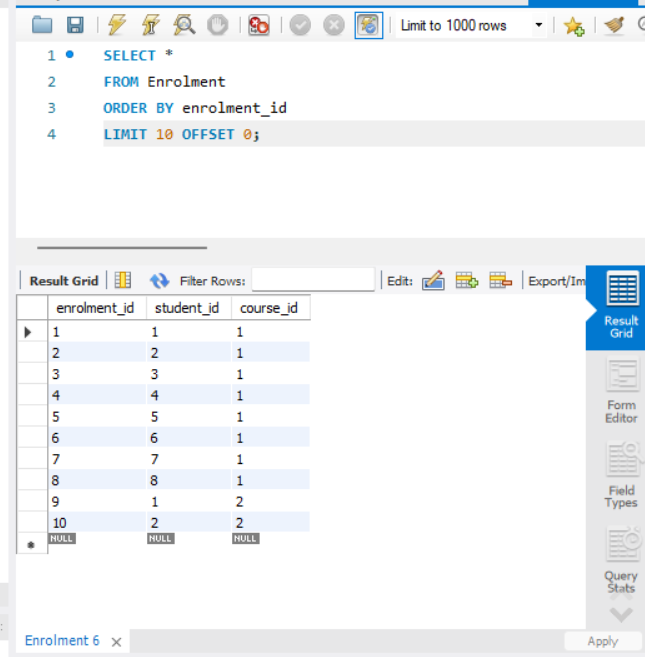 Limit to 1000 rows
1 SELECT *
2 FROM Enrolment
3 ORDER BY enrolment_id
4 LIMIT 10 OFFSET 0;
Result Grid Filter Rows: Edit: Export/Im
enrolment_id student_id course_id
1 1 1
2 2 1
3 3 1
4 4 1
5 5 1
6 6 1
7 7 1
8 8 1
9 1 2
10 2 2
NULL NULL NULL
Result
Grid
Form
Editor
Field
Types
Query
Stats
Enrolment 6
Apply